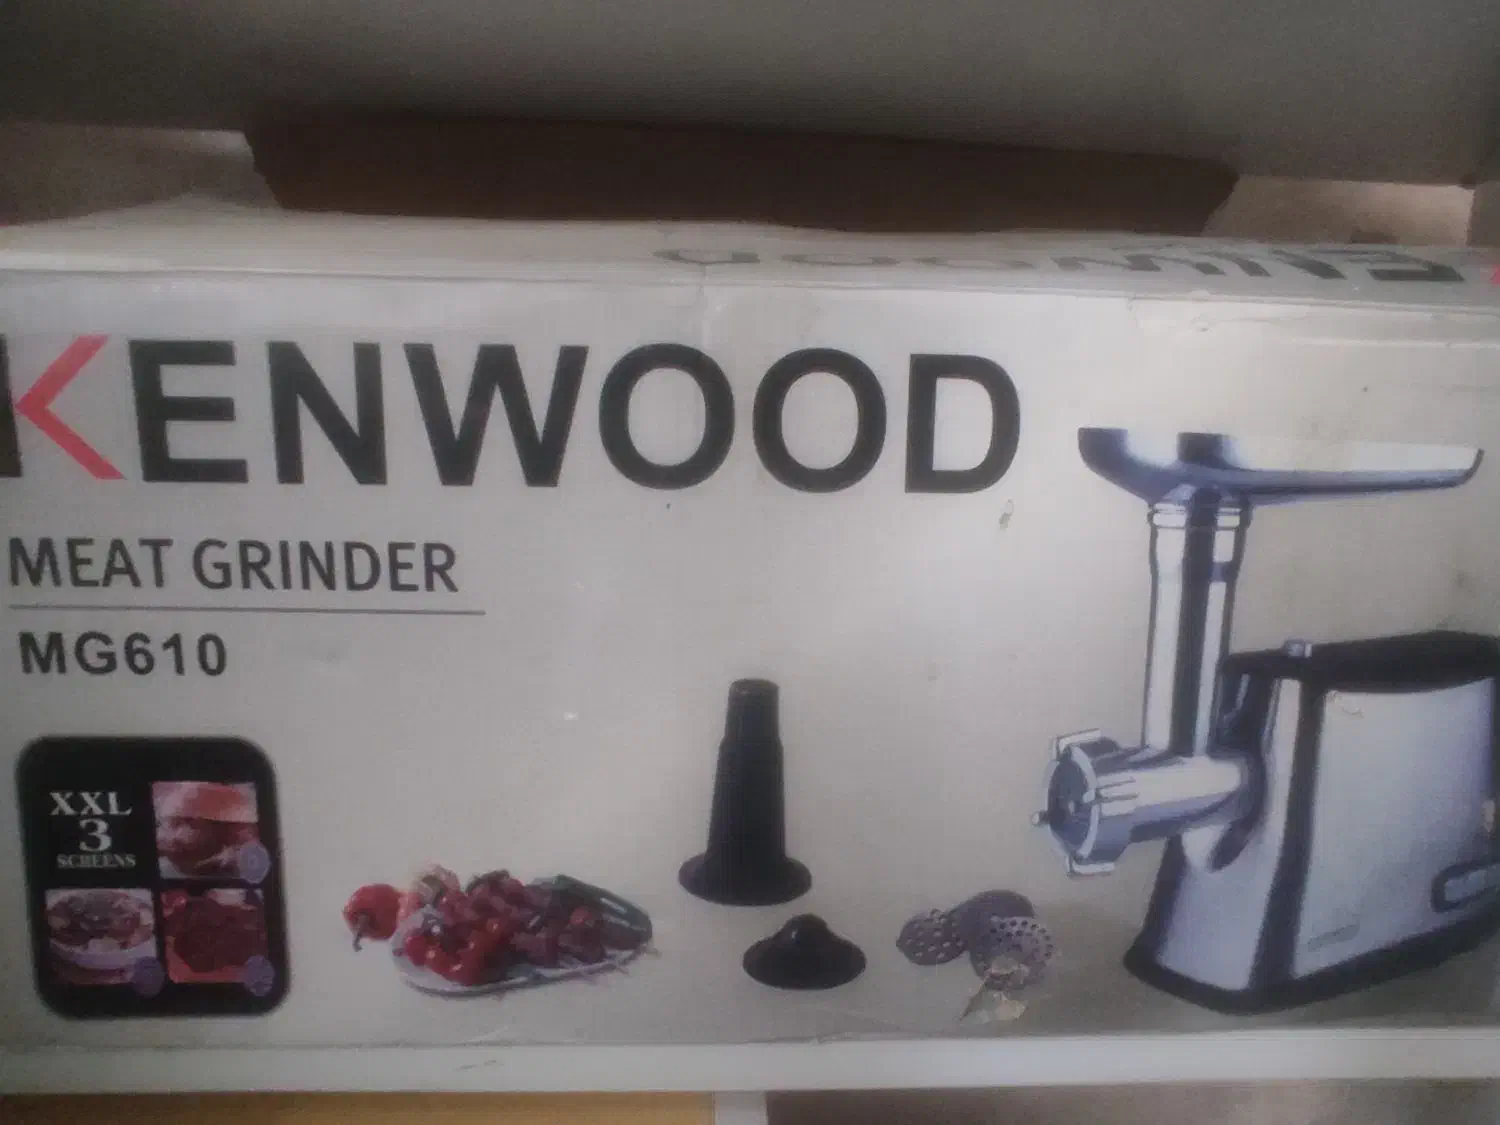 KENWOOD
KENWOOD
MEAT GRINDER
MG610
XXL
3
SCREENS